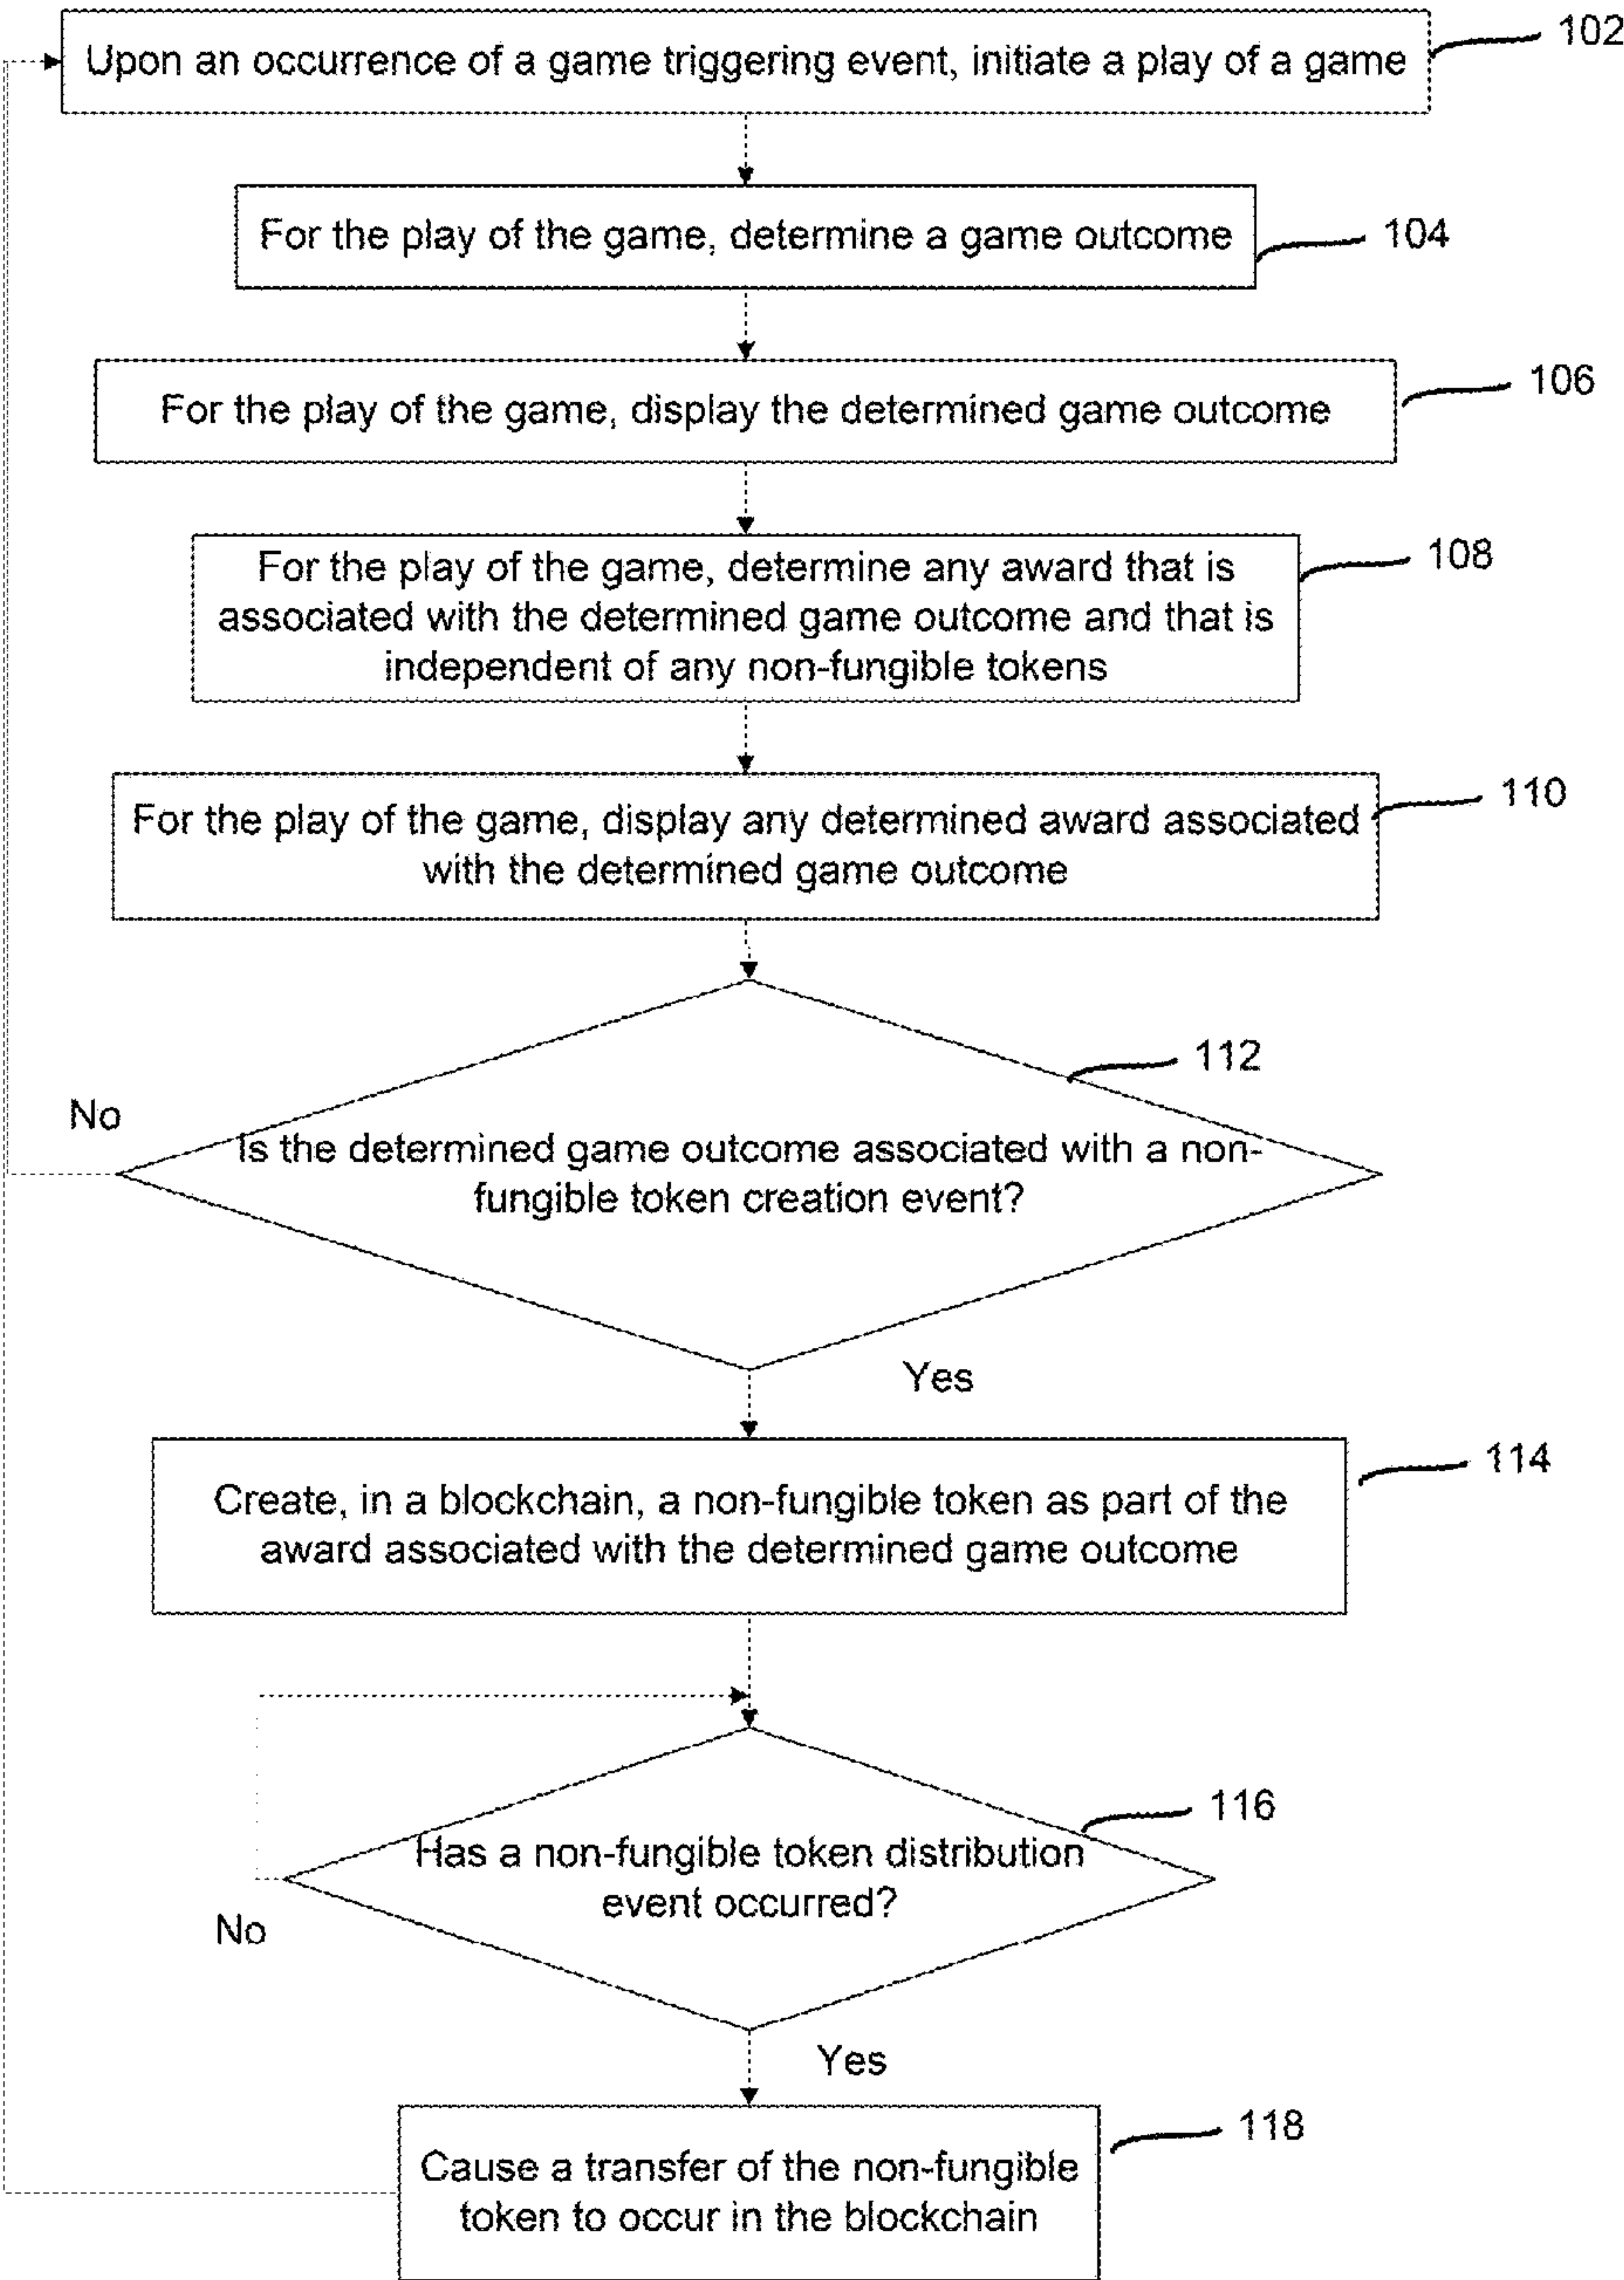 Upon an occurrence of a game triggering event, initiate a play of a game
102
For the play of the game, determine a game outcome
104
For the play of the game, display the determined game outcome
106
For the play of the game, determine any award that is
associated with the determined game outcome and that is
independent of any non-fungible tokens
108
For the play of the game, display any determined award associated
with the determined game outcome
110
112
No
Is the determined game outcome associated with a non-
fungible token creation event?
Yes
Create, in a blockchain, a non-fungible token as part of the
award associated with the determined game outcome
114
116
Has a non-fungible token distribution
event occurred?
No
Yes
Cause a transfer of the non-fungible
token to occur in the blockchain
118